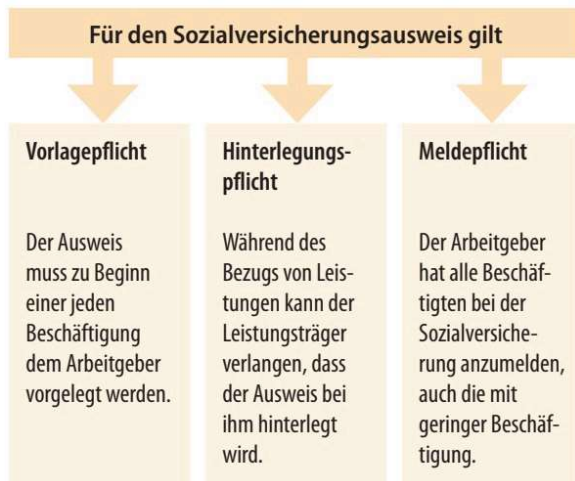 Für den Sozialversicherungsausweis gilt
Vorlagepflicht
Der Ausweis
muss zu Beginn
einer jeden
Beschäftigung
dem Arbeitgeber
vorgelegt werden.
Hinterlegungs-
pflicht
Während des
Bezugs von Leis-
tungen kann der
Leistungsträger
verlangen, dass
der Ausweis bei
ihm hinterlegt
wird.
Meldepflicht
Der Arbeitgeber
hat alle Beschäf-
tigten bei der
Sozialversiche-
rung anzumelden,
auch die mit
geringer Beschäf-
tigung.